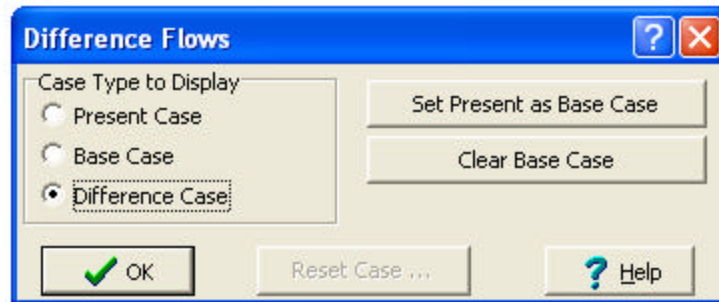 Difference Flows
Case Type to Display
Present Case
Base Case
Difference Case
Set Present as Base Case
Clear Base Case
OK
Reset Case ...
Help